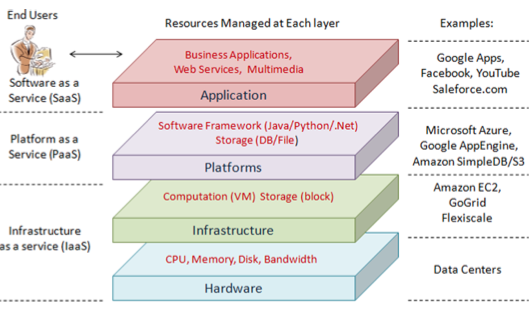 End Users
Resources Managed at Each layer
Examples:
Software as a
Service (SaaS)
Business Applications,
Web Services, Multimedia
Application
Google Apps,
Facebook, YouTube
Saleforce.com
Platform as a
Service (PaaS)
Software Framework (Java/Python/.Net)
Storage (DB/File)
Platforms
Microsoft Azure,
Google AppEngine,
Amazon SimpleDB/S3
Infrastructure
as a service (IaaS)
Computation (VM) Storage (block)
Infrastructure
Amazon EC2,
GoGrid
Flexiscale
CPU, Memory, Disk, Bandwidth
Hardware
Data Centers